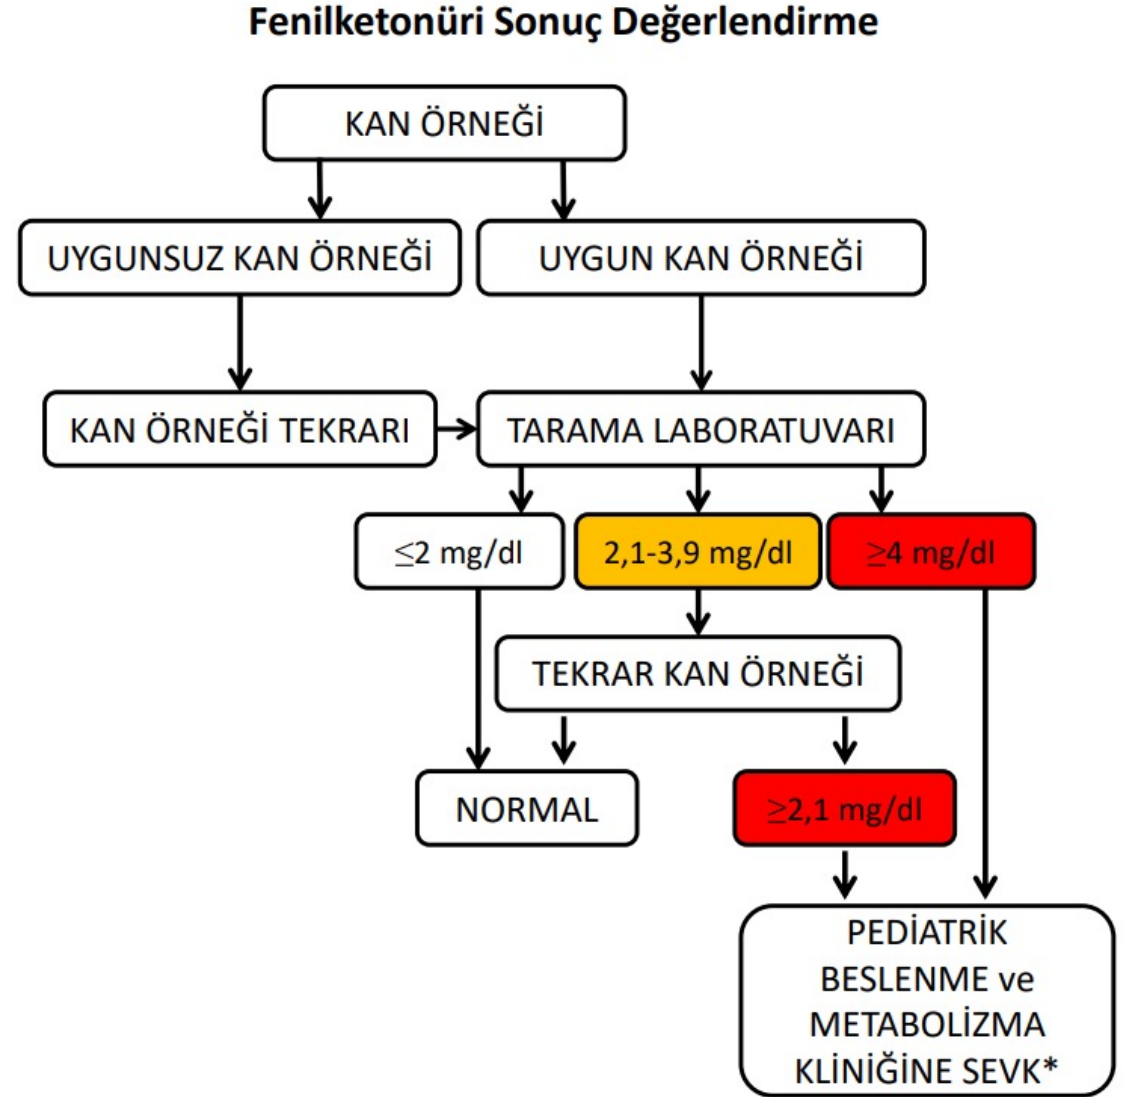 Fenilketonüri Sonuç Değerlendirme
KAN ÖRNEĞİ
UYGUNSUZ KAN ÖRNEĞİ
UYGUN KAN ÖRNEĞİ
KAN ÖRNEĞİ TEKRARI
TARAMA LABORATUVARI
≤2 mg/dl
2,1-3,9 mg/dl
≥4 mg/dl
TEKRAR KAN ÖRNEĞİ
NORMAL
≥2,1 mg/dl
PEDİATRİK
BESLENME ve
METABOLİZMA
KLİNİĞİNE SEVK*